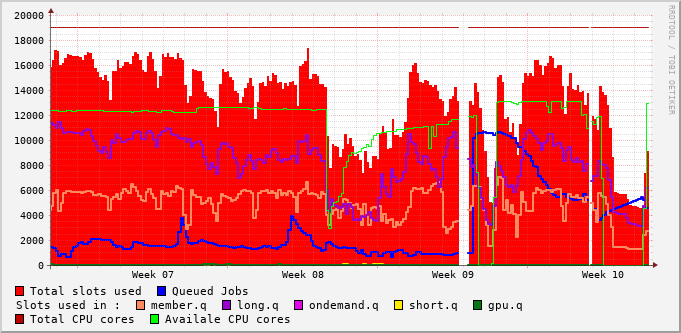 20000
18000
16000
14000
12000
10000
8000
6000
4000
2000
0
Week 07 Week 08 Week 09 Week 10
RRDTOOL / TOBI OETIKER
Total slots used Queued Jobs
Slots used in : member.q long.q ondemand.q short.q gpu.q
Total CPU cores Availale CPU cores